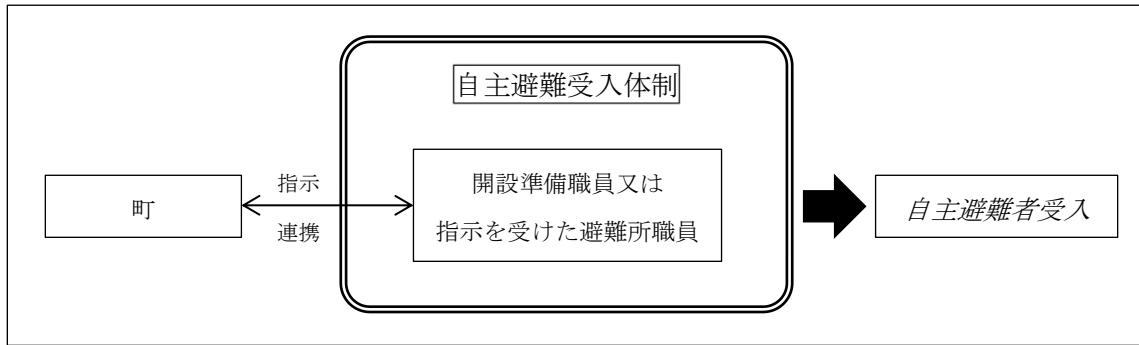 自主避難受入体制
町
指示
連携
開設準備職員又は
指示を受けた避難所職員
自主避難者受入